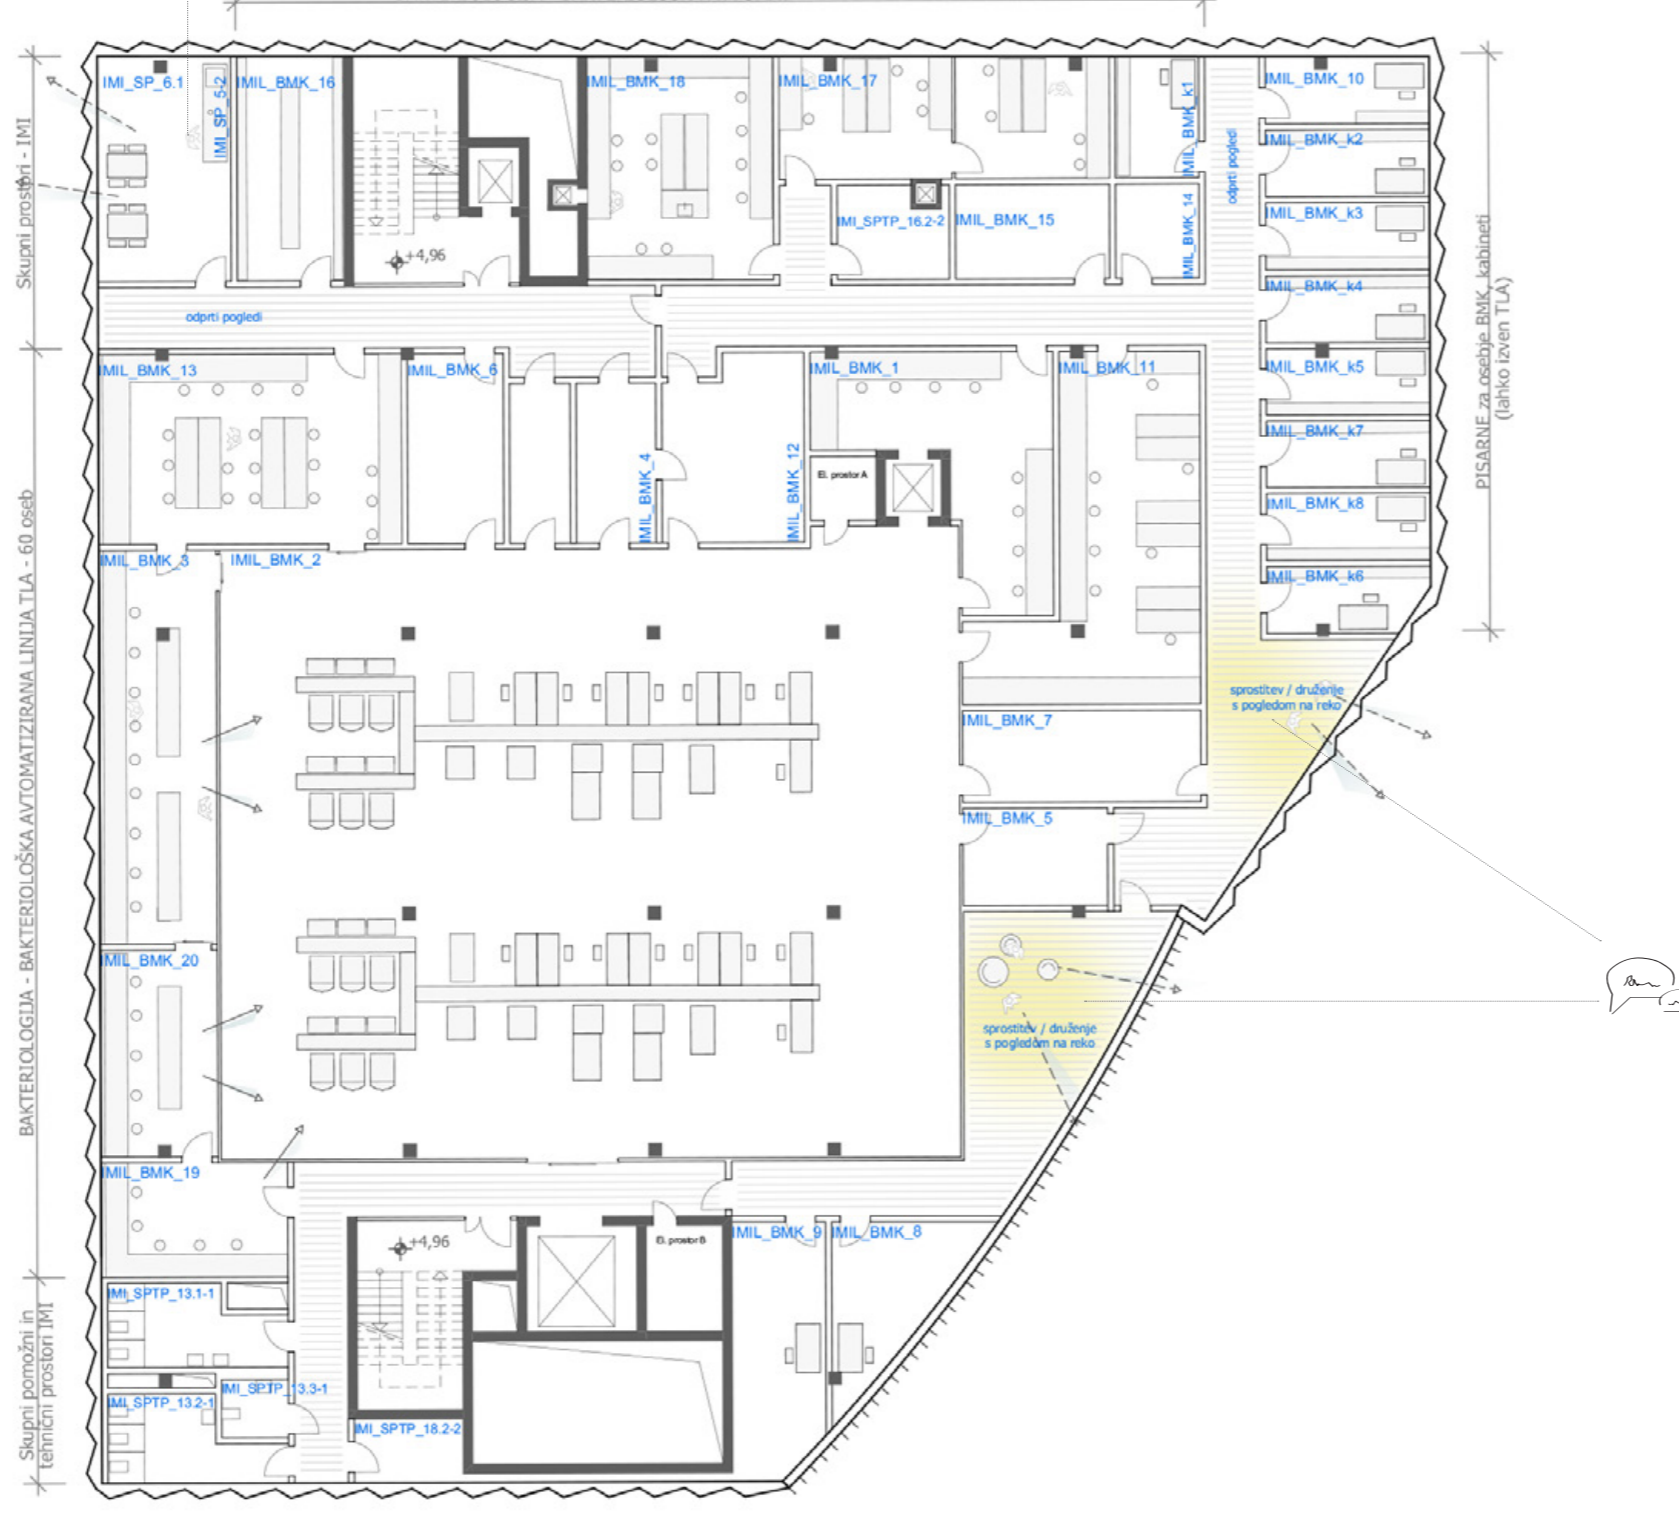 IMI_SP_6.1
IMI_SP_5-2
IMIL_BMK_16
IMIL_BMK_18
IMIL_BMK_17
IMIL_BMK_k1
IMIL_BMK_10
odprti pogledi
IMIL_BMK_k2
Skupni prostori - IMI
IMIL_BMK_k3
IMI_SPTP_16.2-2
IMIL_BMK_15
IMIL_BMK_14
+4,96
IMIL_BMK_k4
PISARNE za osebje BMK, kabineti
(lahko izven TLA)
odprti pogledi
IMIL_BMK_13
IMIL_BMK_6
IMIL_BMK_1
IMIL_BMK_11
IMIL_BMK_k5
IMIL_BMK_k7
IMIL_BMK_4
IMIL_BMK_12
El. prostor A
IMIL_BMK_k8
IMIL_BMK_3
IMIL_BMK_2
IMIL_BMK_k6
BAKTERIOLOGIJA - BAKTERIOLOŠKA AVTOMATIZIRANA LINIJA TLA - 60 oseb
sprostitev / druženje
s pogledom na reko
IMIL_BMK_7
IMIL_BMK_5
IMIL_BMK_20
sprostitev / druženje
s pogledom na reko
IMIL_BMK_19
+4,96
El. prostor B
IMIL_BMK_9
IMIL_BMK_8
IMI_SPTP_13.1-1
Skupni pomožni in
tehnični prostori IMI
IMI_SPTP_13.3-1
IMI_SPTP_13.2-1
IMI_SPTP_18.2-2